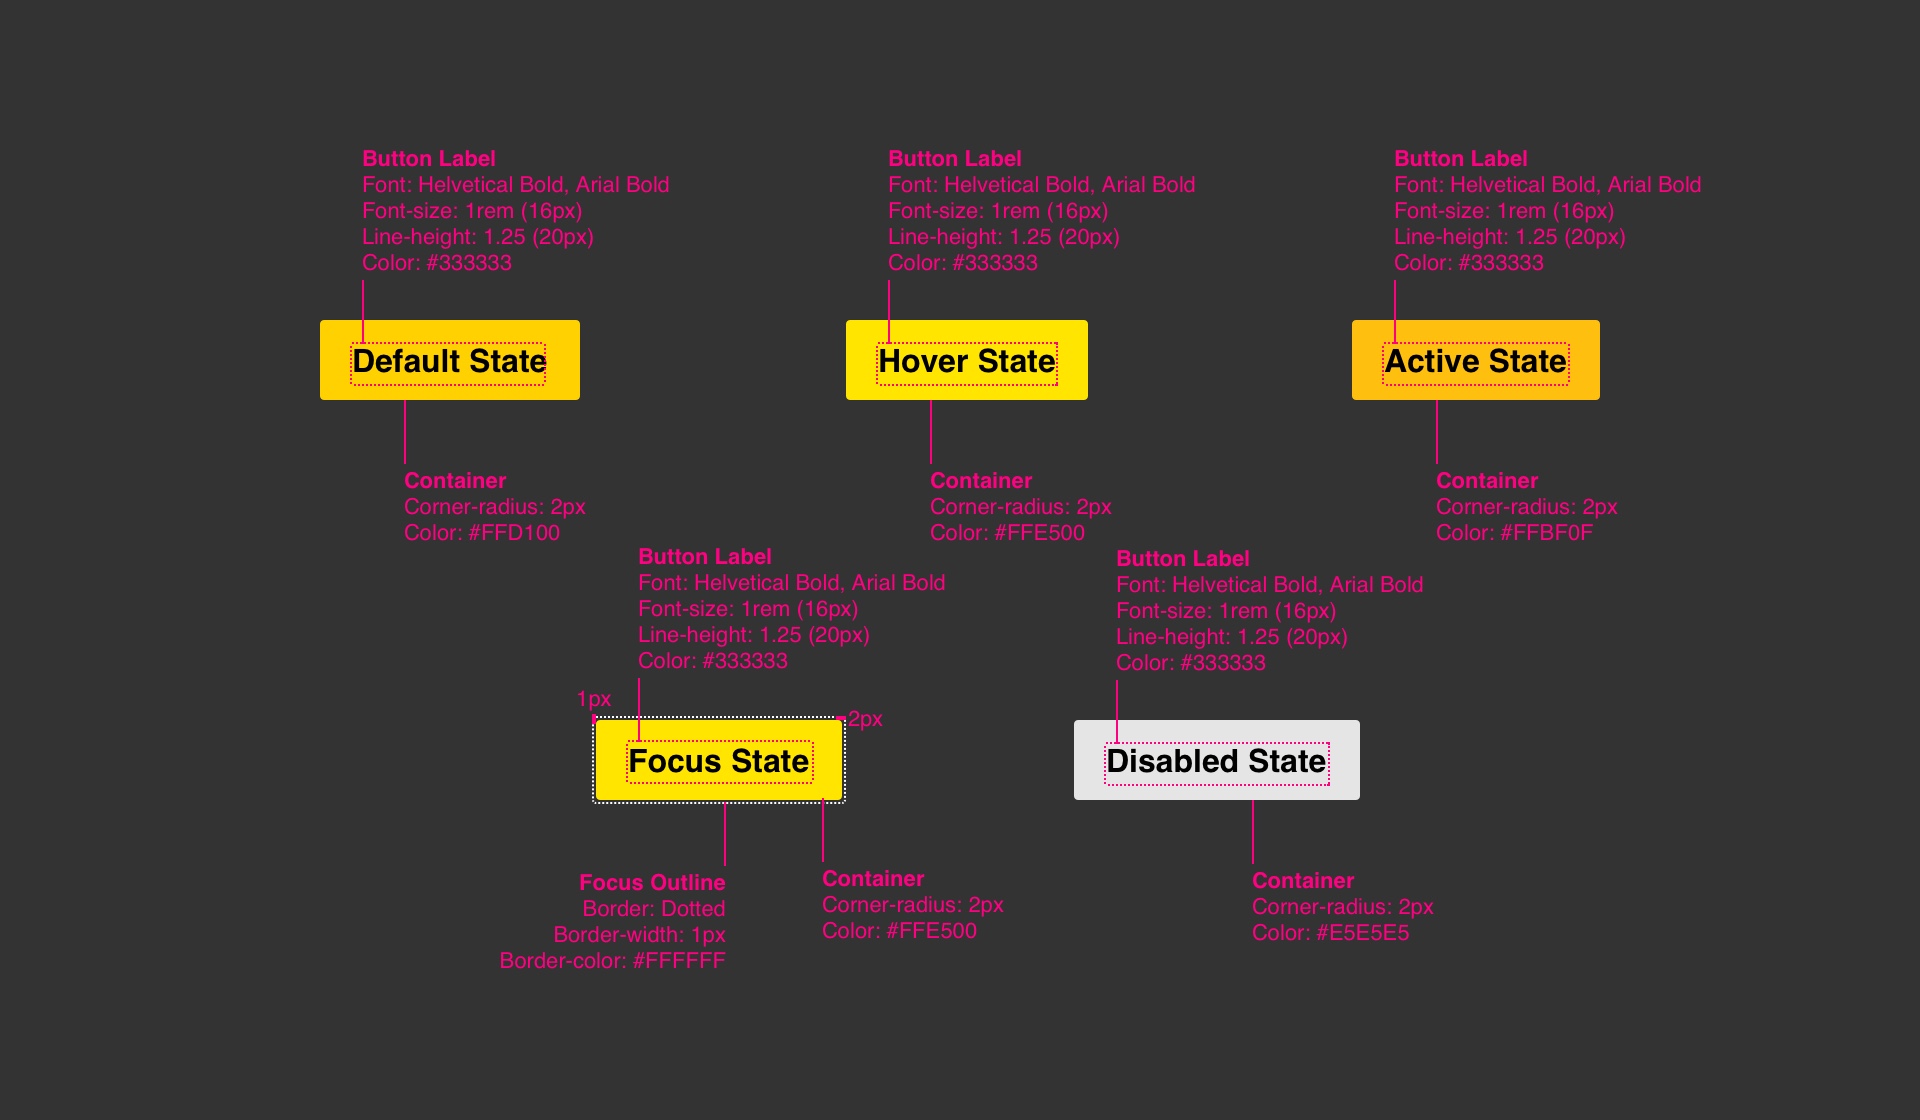 Button Label
Font: Helvetical Bold, Arial Bold
Font-size: 1rem (16px)
Line-height: 1.25 (20px)
Color: #333333
Default State
Container
Corner-radius: 2px
Color: #FFD100
Button Label
Font: Helvetical Bold, Arial Bold
Font-size: 1rem (16px)
Line-height: 1.25 (20px)
Color: #333333
Hover State
Container
Corner-radius: 2px
Color: #FFE500
Button Label
Font: Helvetical Bold, Arial Bold
Font-size: 1rem (16px)
Line-height: 1.25 (20px)
Color: #333333
Active State
Container
Corner-radius: 2px
Color: #FFBF0F
Button Label
Font: Helvetical Bold, Arial Bold
Font-size: 1rem (16px)
Line-height: 1.25 (20px)
Color: #333333
1px
2px
Focus State
Focus Outline
Border: Dotted
Border-width: 1px
Border-color: #FFFFFF
Container
Corner-radius: 2px
Color: #FFE500
Button Label
Font: Helvetical Bold, Arial Bold
Font-size: 1rem (16px)
Line-height: 1.25 (20px)
Color: #333333
Disabled State
Container
Corner-radius: 2px
Color: #E5E5E5